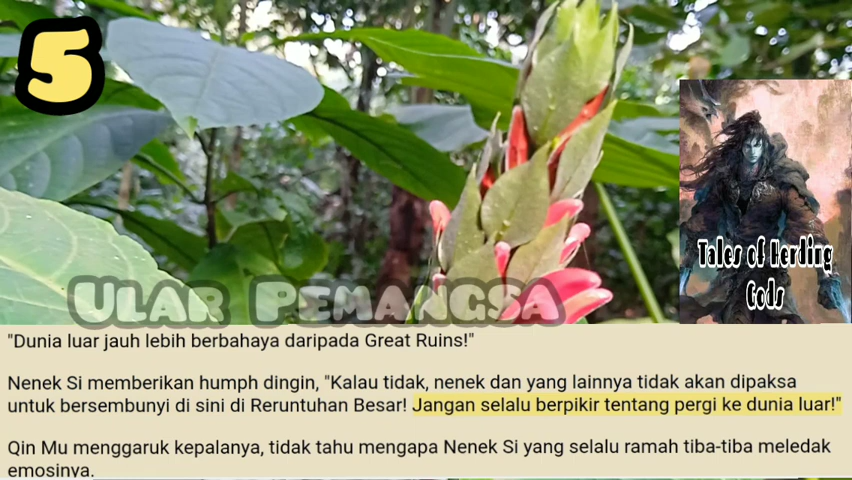 5
Tales of Herding
Gods
ULAR PEMANGSA
"Dunia luar jauh lebih berbahaya daripada Great Ruins!"
Nenek Si memberikan humph dingin, "Kalau tidak, nenek dan yang lainnya tidak akan dipaksa
untuk bersembunyi di sini di Reruntuhan Besar! Jangan selalu berpikir tentang pergi ke dunia luar!"
Qin Mu menggaruk kepalanya, tidak tahu mengapa Nenek Si yang selalu ramah tiba-tiba meledak
emosinya.